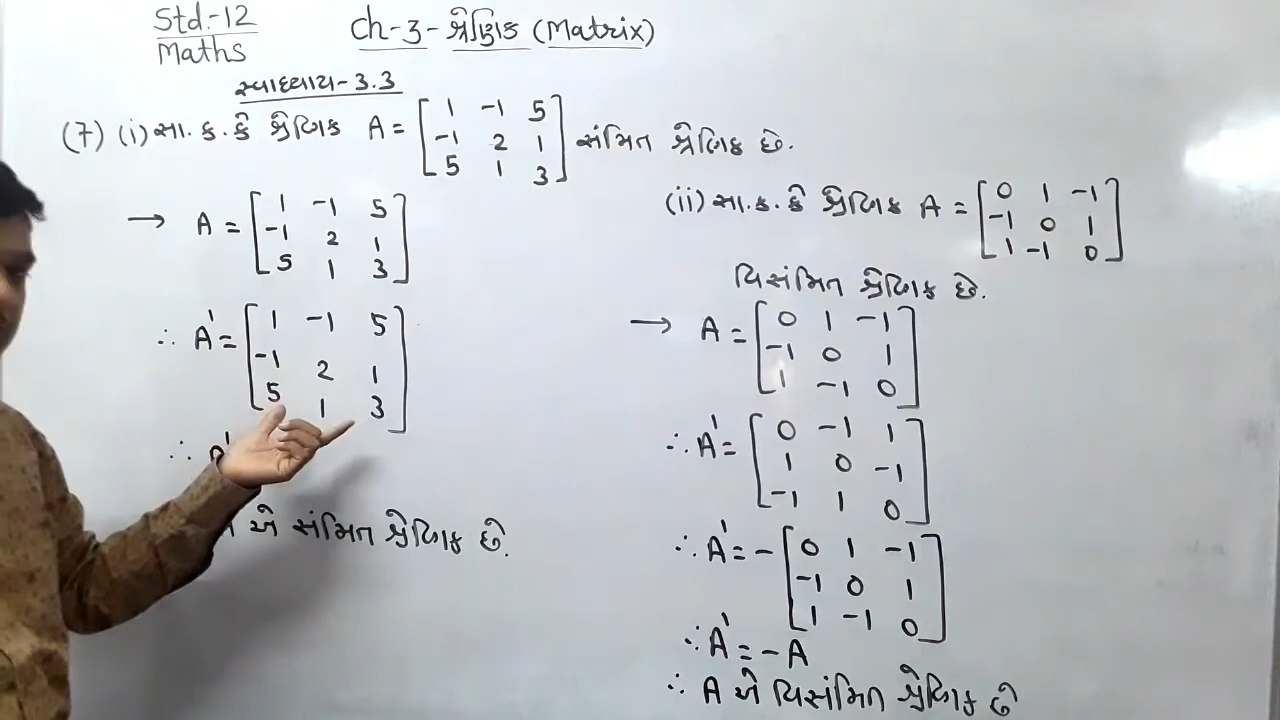 Std.-12
Maths
Ch-3-શ્રેણિક (Matrix)
સ્વાધ્યાય-૩.૩
(7) (i) સા.ક.કે શ્રેણિક A = [1 -1 5
-1 2 1
5 1 3] સંમિત શ્રેણિક છે.
→ A = [1 -1 5
-1 2 1
5 1 3]
∴ A' = [1 -1 5
-1 2 1
5 1 3]
∴ A'
એ સંમિત શ્રેણિક છે.
(ii) સા.ક.કે શ્રેણિક A = [0 1 -1
-1 0 1
1 -1 0]
વિસંમિત શ્રેણિક છે.
→ A = [0 1 -1
-1 0 1
1 -1 0]
∴ A' = [0 -1 1
1 0 -1
-1 1 0]
∴ A' = - [0 1 -1
-1 0 1
1 -1 0]
∴ A' = -A
∴ A એ વિસંમિત શ્રેણિક છે